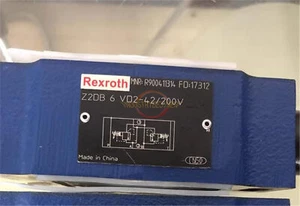 Rexroth MNR: R900411314 FD:17312
Z2DB 6 VD2-42/200V
Made in China